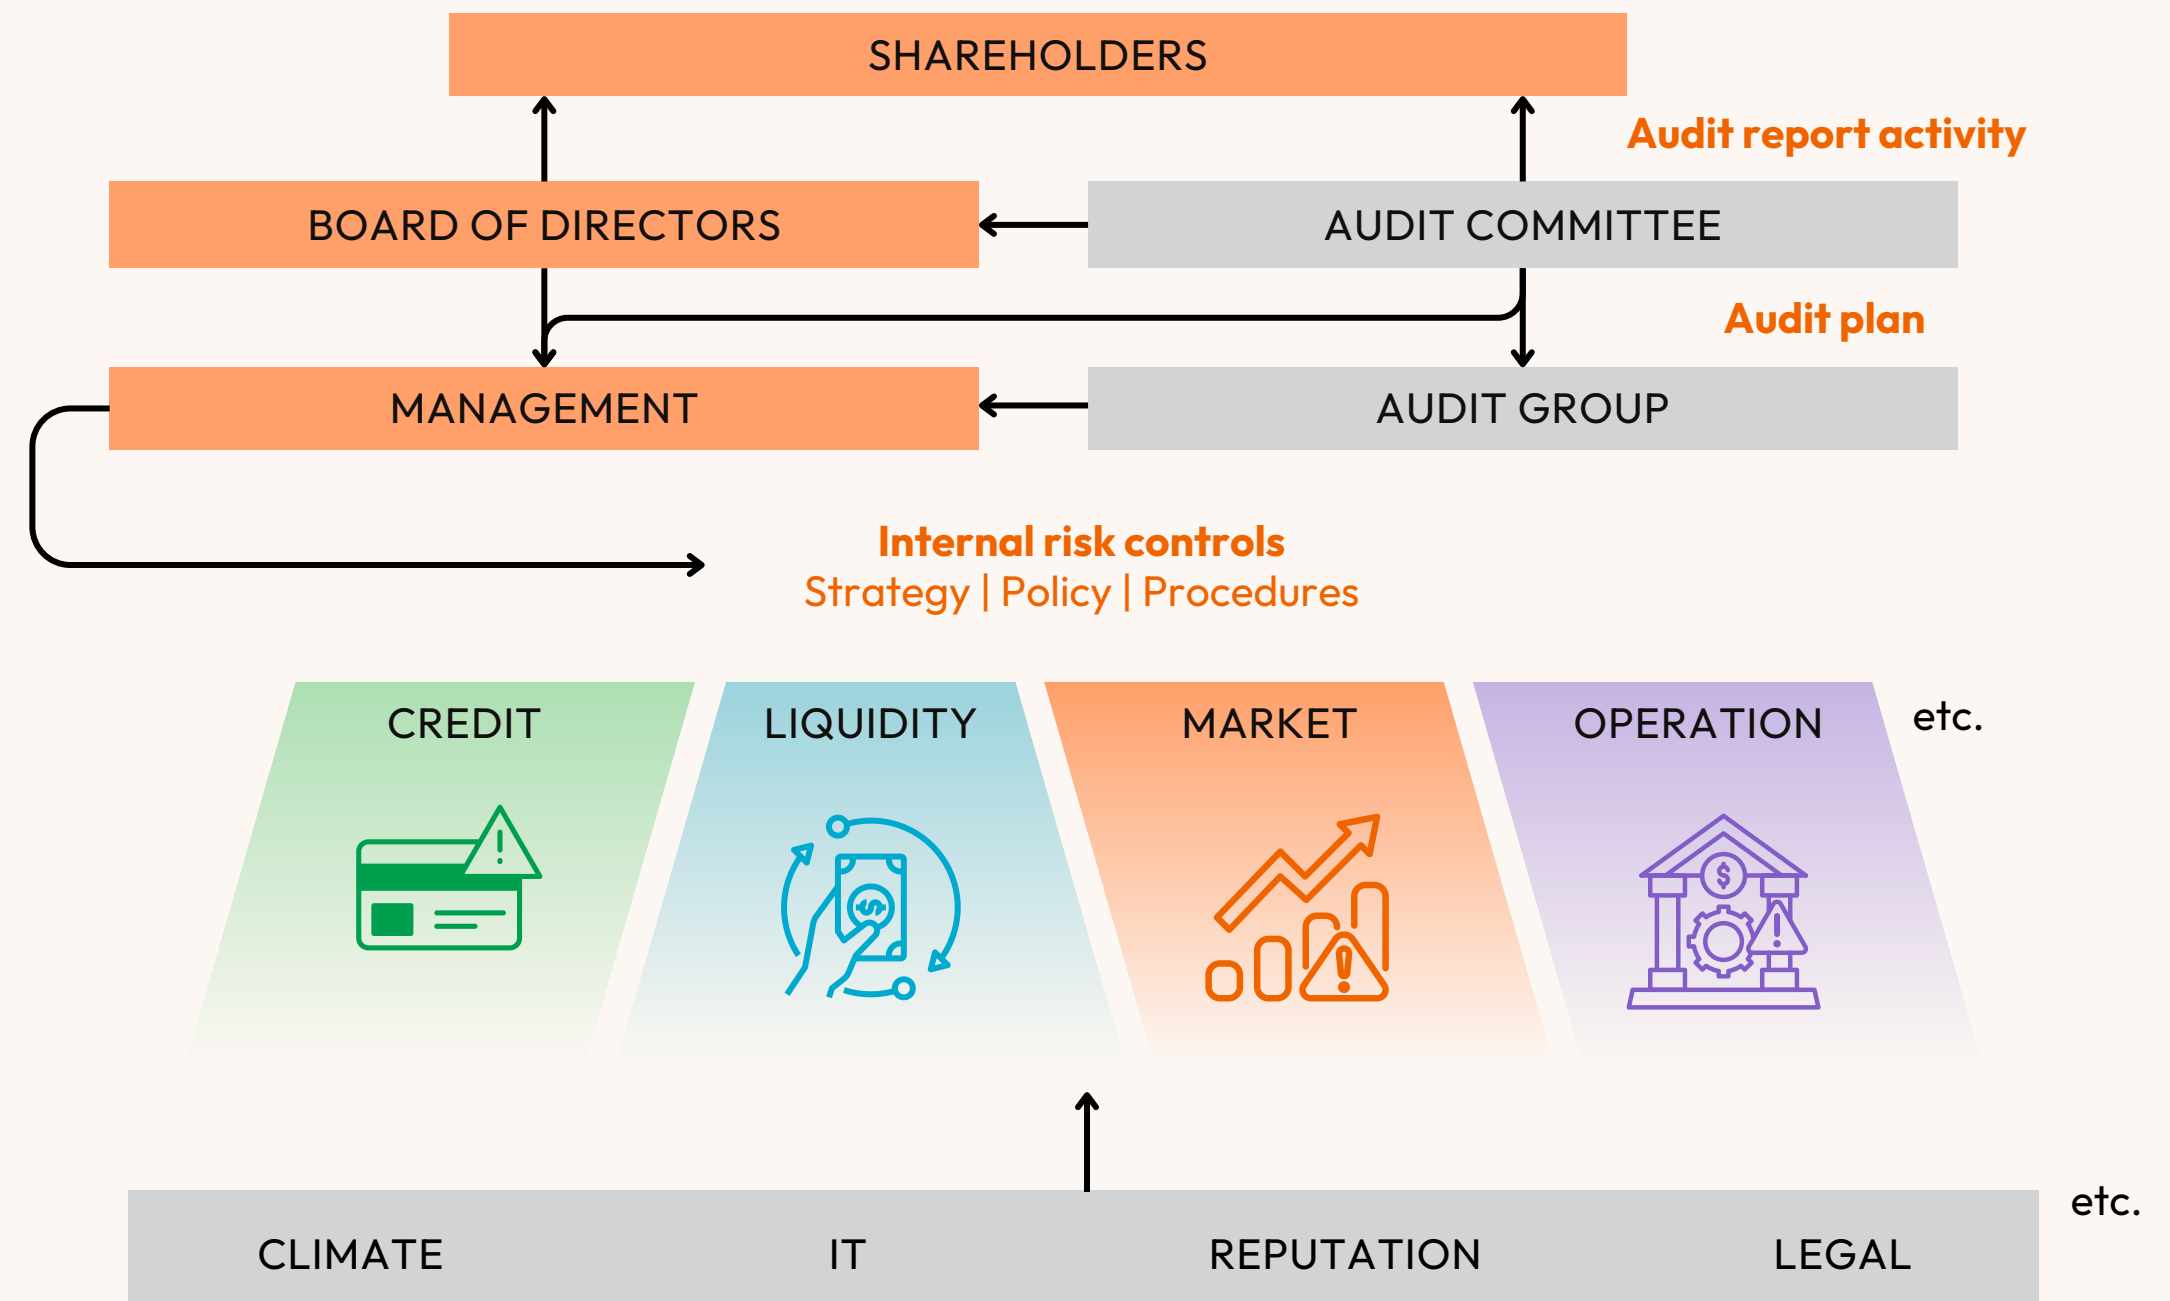 SHAREHOLDERS
Audit report activity
BOARD OF DIRECTORS
AUDIT COMMITTEE
Audit plan
MANAGEMENT
AUDIT GROUP
Internal risk controls
Strategy | Policy | Procedures
CREDIT
LIQUIDITY
MARKET
OPERATION
etc.
$
$
etc.
CLIMATE
IT
REPUTATION
LEGAL